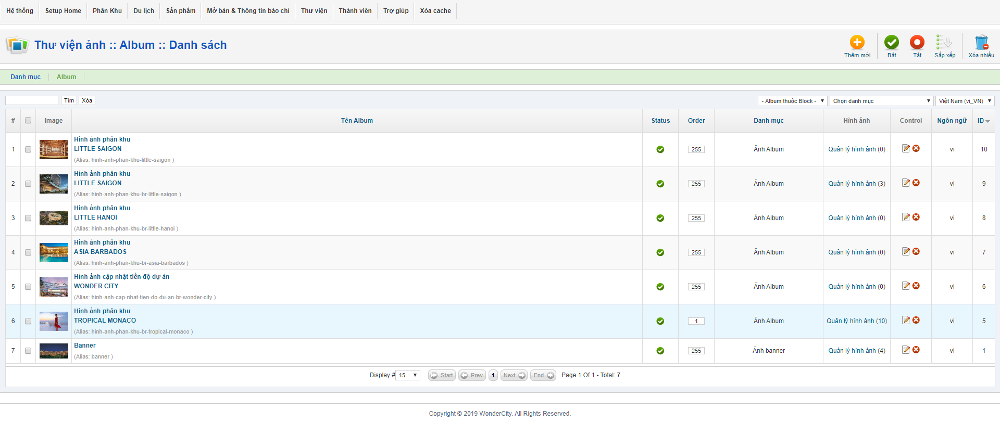 Hệ thống Setup Home Phân Khu Du lịch Sản phẩm Mở bán & Thông tin báo chí Thư viện Thành viên Trợ giúp Xóa cache
Thư viện ảnh :: Album :: Danh sách
Thêm mới Bật Tắt Sắp xếp Xóa nhiều
Danh mục Album
Tìm Xóa - Album thuộc Block - Chọn danh mục Việt Nam (vi_VN)
# Image Tên Album Status Order Danh mục Hình ảnh Control Ngôn ngữ ID
Hình ảnh phân khu
1 LITTLE SAIGON 255 Ảnh Album Quản lý hình ảnh (0) vi 10
(Alias: hinh-anh-phan-khu-little-saigon )
Hình ảnh phân khu
2 LITTLE SAIGON 255 Ảnh Album Quản lý hình ảnh (3) vi 9
(Alias: hinh-anh-phan-khu-br-little-saigon )
Hình ảnh phân khu
3 LITTLE HANOI 255 Ảnh Album Quản lý hình ảnh (0) vi 8
(Alias: hinh-anh-phan-khu-br-little-hanoi )
Hình ảnh phân khu
4 ASIA BARBADOS 255 Ảnh Album Quản lý hình ảnh (0) vi 7
(Alias: hinh-anh-phan-khu-br-asia-barbados )
Hình ảnh cập nhật tiến độ dự án
5 WONDER CITY 255 Ảnh Album Quản lý hình ảnh (0) vi 6
(Alias: hinh-anh-cap-nhat-tien-do-du-an-br-wonder-city )
Hình ảnh phân khu
6 TROPICAL MONACO 1 Ảnh Album Quản lý hình ảnh (10) vi 5
(Alias: hinh-anh-phan-khu-br-tropical-monaco )
Banner
7 255 Ảnh banner Quản lý hình ảnh (4) vi 1
(Alias: banner )
Display # 15 Start Prev 1 Next End Page 1 Of 1 - Total: 7
Copyright © 2019 WonderCity. All Rights Reserved.